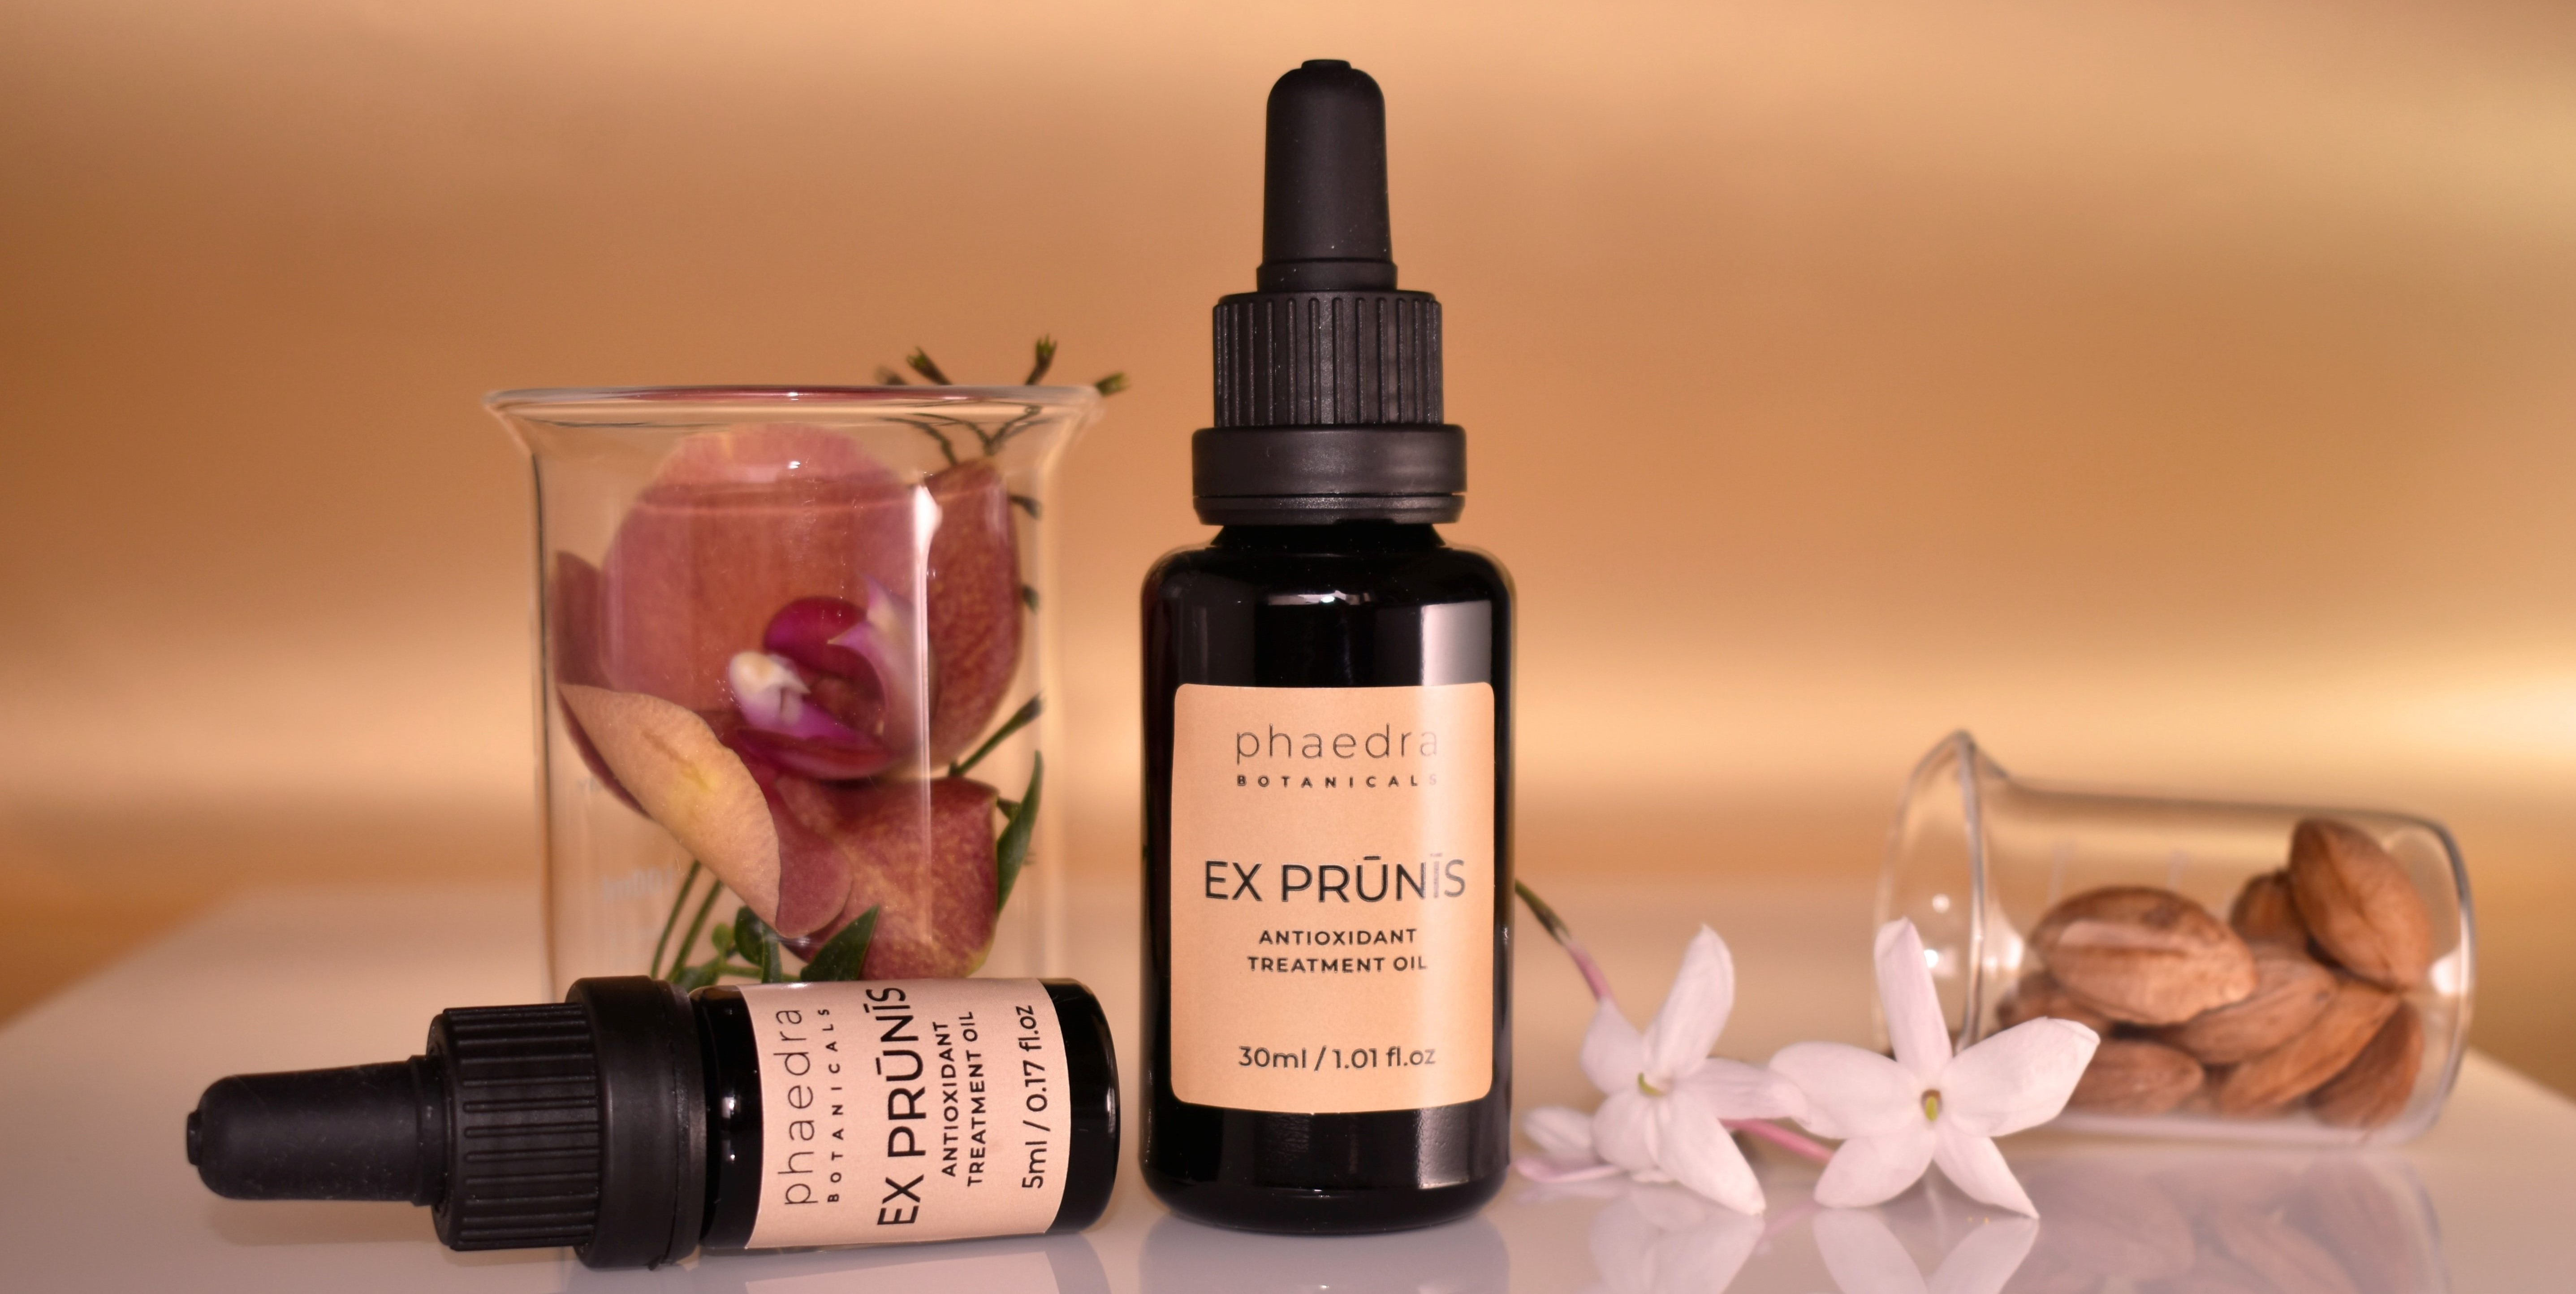 phaedra
BOTANICALS
EX PRŪNĪS
ANTIOXIDANT
TREATMENT OIL
30ml / 1.01 fl.oz
phaedra
BOTANICALS
EX PRŪNĪS
ANTIOXIDANT
TREATMENT OIL
5ml / 0.17 fl.oz